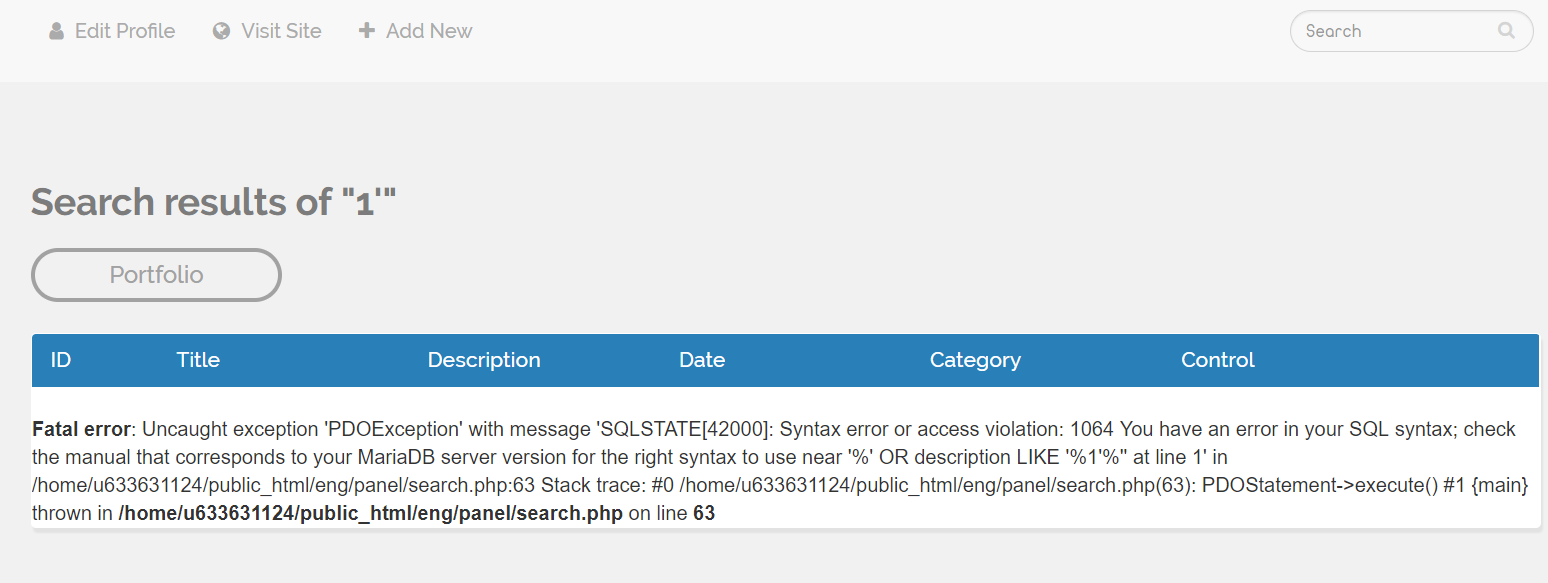 Edit Profile Visit Site Add New Search
Search results of "1'"
Portfolio
ID Title Description Date Category Control
Fatal error: Uncaught exception 'PDOException' with message 'SQLSTATE[42000]: Syntax error or access violation: 1064 You have an error in your SQL syntax; check
the manual that corresponds to your MariaDB server version for the right syntax to use near '%' OR description LIKE '%1'%'' at line 1' in
/home/u633631124/public_html/eng/panel/search.php:63 Stack trace: #0 /home/u633631124/public_html/eng/panel/search.php(63): PDOStatement->execute() #1 {main}
thrown in /home/u633631124/public_html/eng/panel/search.php on line 63